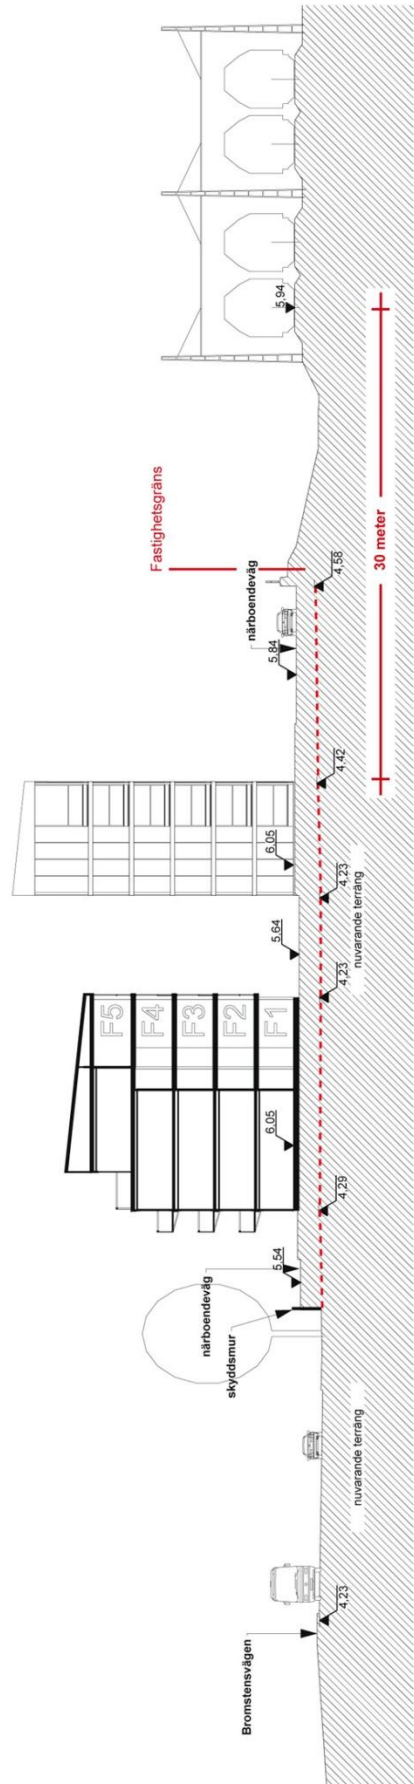 Bromstensvägen
4,23
nuvarande terräng
skyddsmur
närboendeväg
5,54
4,29
6,05
F5
F4
F3
F2
F1
4,23
nuvarande terräng
5,64
4,23
6,05
4,42
5,84
närboendeväg
Fastighetsgräns
4,58
30 meter
5,94